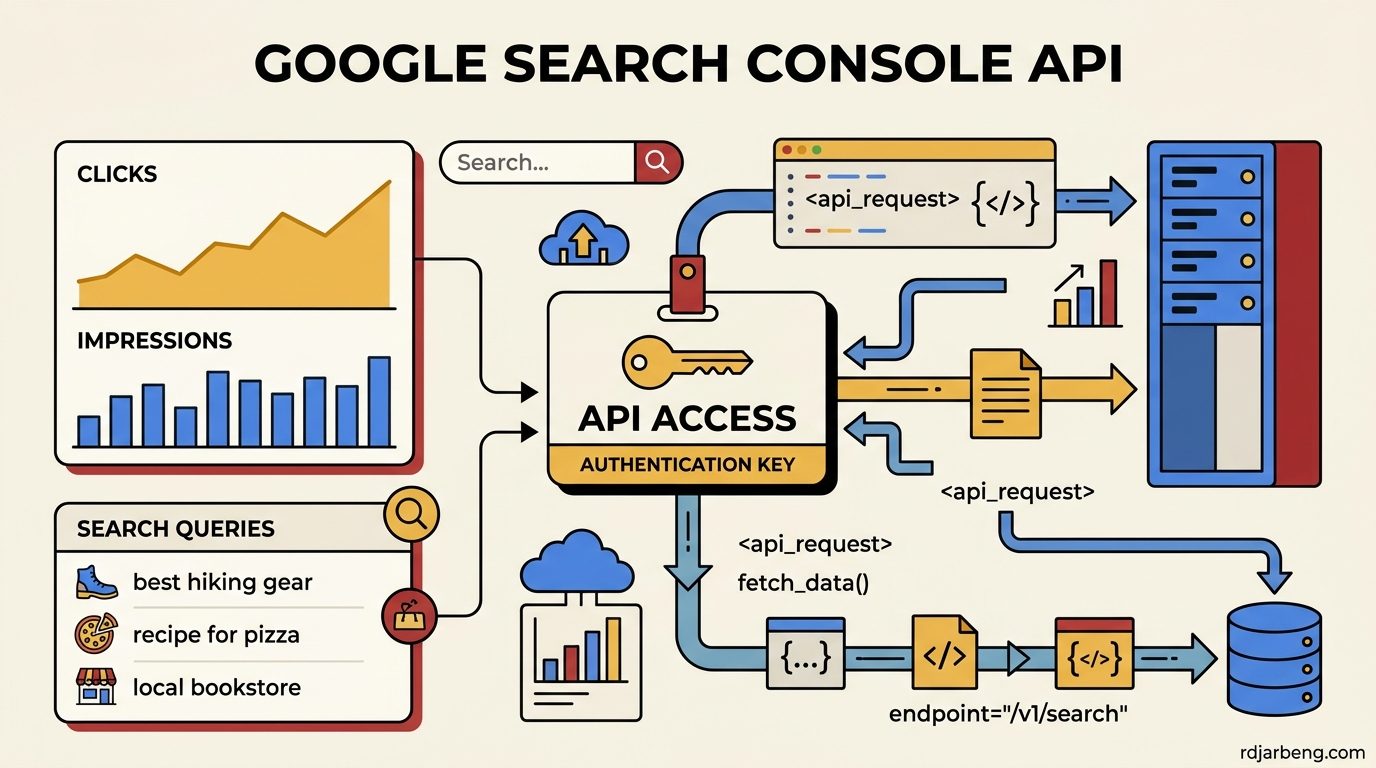 GOOGLE SEARCH CONSOLE API
CLICKS
IMPRESSIONS
Search...
<api_request>
{</>}
API ACCESS
AUTHENTICATION KEY
SEARCH QUERIES
best hiking gear
recipe for pizza
local bookstore
<api_request>
<api_request>
fetch_data()
{...}
</>
{</>}
endpoint="/v1/search"
rdjarbeng.com